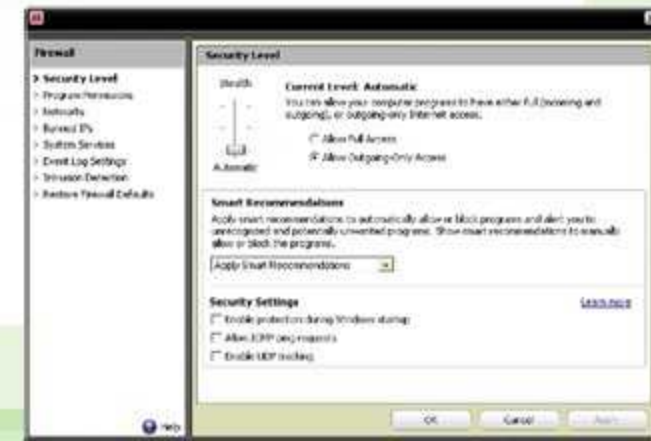 Firewall
> Security Level
> Program Permissions
> Networks
> Banned IPs
> System Services
> Event Log Settings
> Intrusion Detection
> Restore Firewall Defaults
Help
Security Level
Stealth
Automatic
Current Level: Automatic
You can allow your computer programs to have either full (incoming and
outgoing), or outgoing-only Internet access.
Allow Full Access
Allow Outgoing-Only Access
Smart Recommendations
Apply smart recommendations to automatically allow or block programs and alert you to
unrecognized and potentially unwanted programs. Show smart recommendations to manually
allow or block the programs.
Apply Smart Recommendations
Security Settings
Learn more
Enable protection during Windows startup
Allow ICMP ping requests
Enable UDP tracking
OK
Cancel
Apply